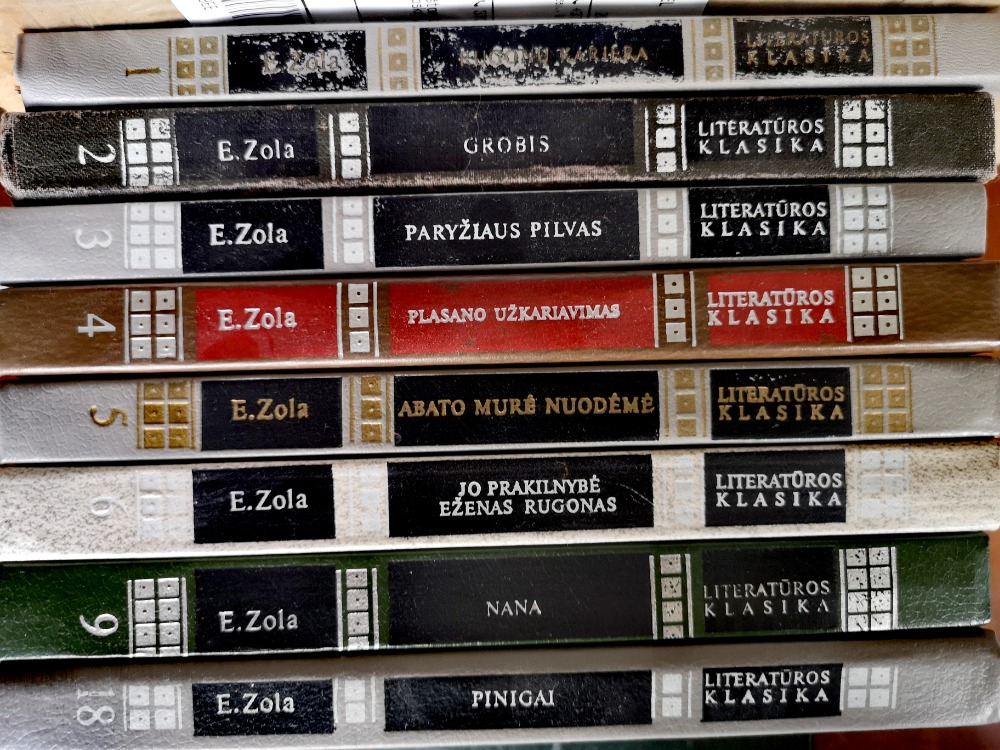 1
E.Zola
RUGONŲ KARJERA
LITERATŪROS
KLASIKA
2
E.Zola
GROBIS
LITERATŪROS
KLASIKA
3
E.Zola
PARYŽIAUS PILVAS
LITERATŪROS
KLASIKA
4
E.Zola
PLASANO UŽKARIAVIMAS
LITERATŪROS
KLASIKA
5
E.Zola
ABATO MURĖ NUODĖMĖ
LITERATŪROS
KLASIKA
6
E.Zola
JO PRAKILNYBĖ
EŽENAS RUGONAS
LITERATŪROS
KLASIKA
9
E.Zola
NANA
LITERATŪROS
KLASIKA
18
E.Zola
PINIGAI
LITERATŪROS
KLASIKA